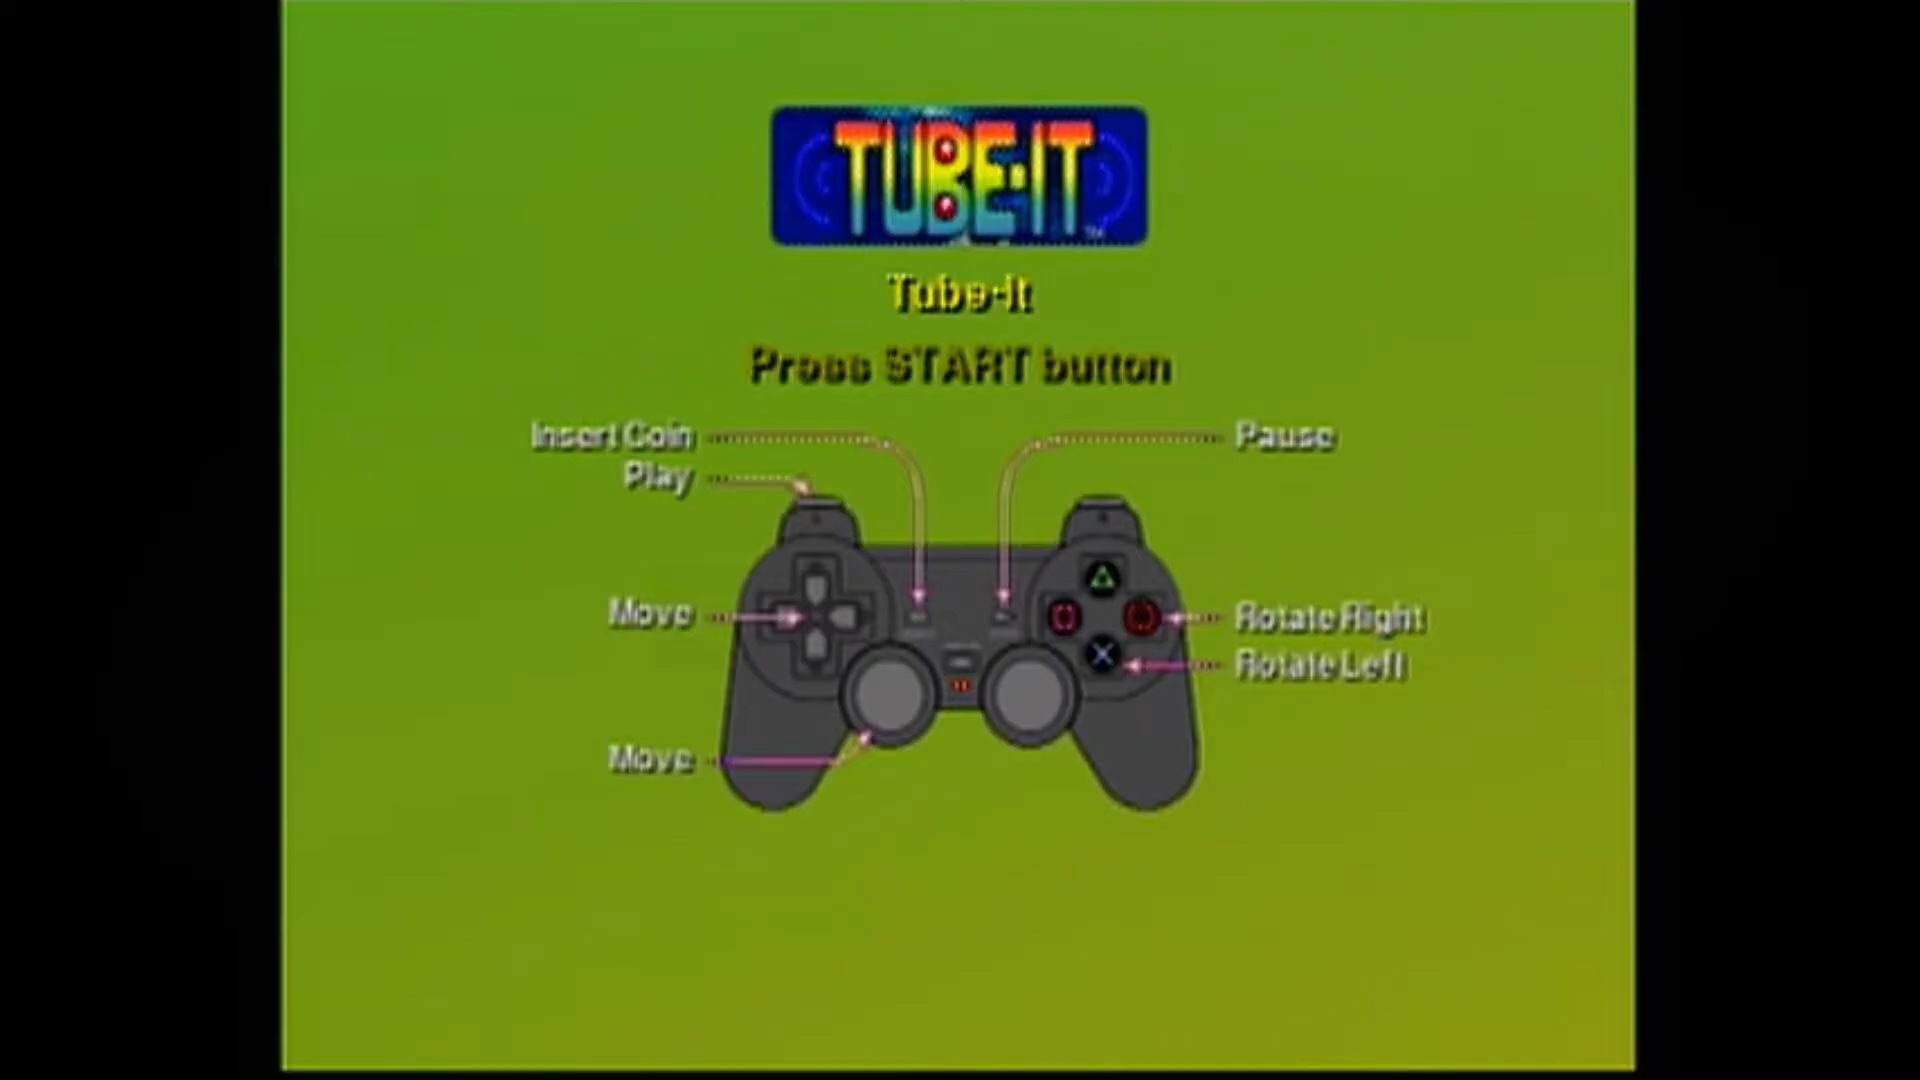 TUBE·IT
TM
Tube-It
Press START button
Insert Coin
Pause
Play
Move
Rotate Right
Rotate Left
Move